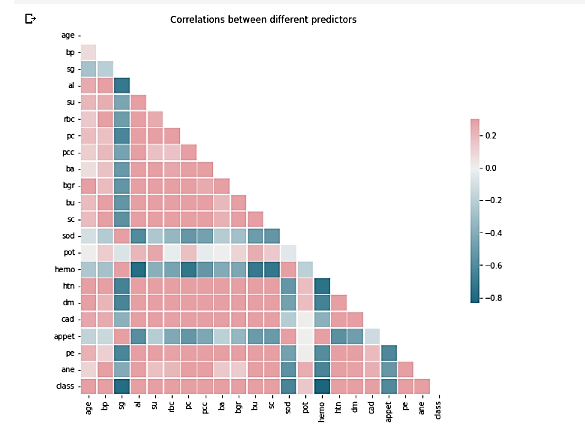 Correlations between different predictors
age
bp
sg
al
su
rbc
pc
pcc
ba
bgr
bu
sc
sod
pot
hemo
htn
dm
cad
appet
pe
ane
class
age bp sg al su rbc pc pcc ba bgr bu sc sod pot hemo htn dm cad appet pe ane class
0.2
0.0
−0.2
−0.4
−0.6
−0.8